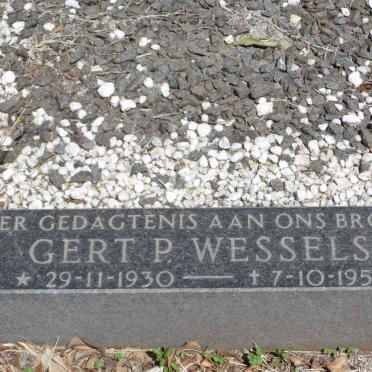 ER GEDAGTENIS AAN ONS BRO
GERT P. WESSELS
★ 29-11-1930 — ✝ 7-10-195